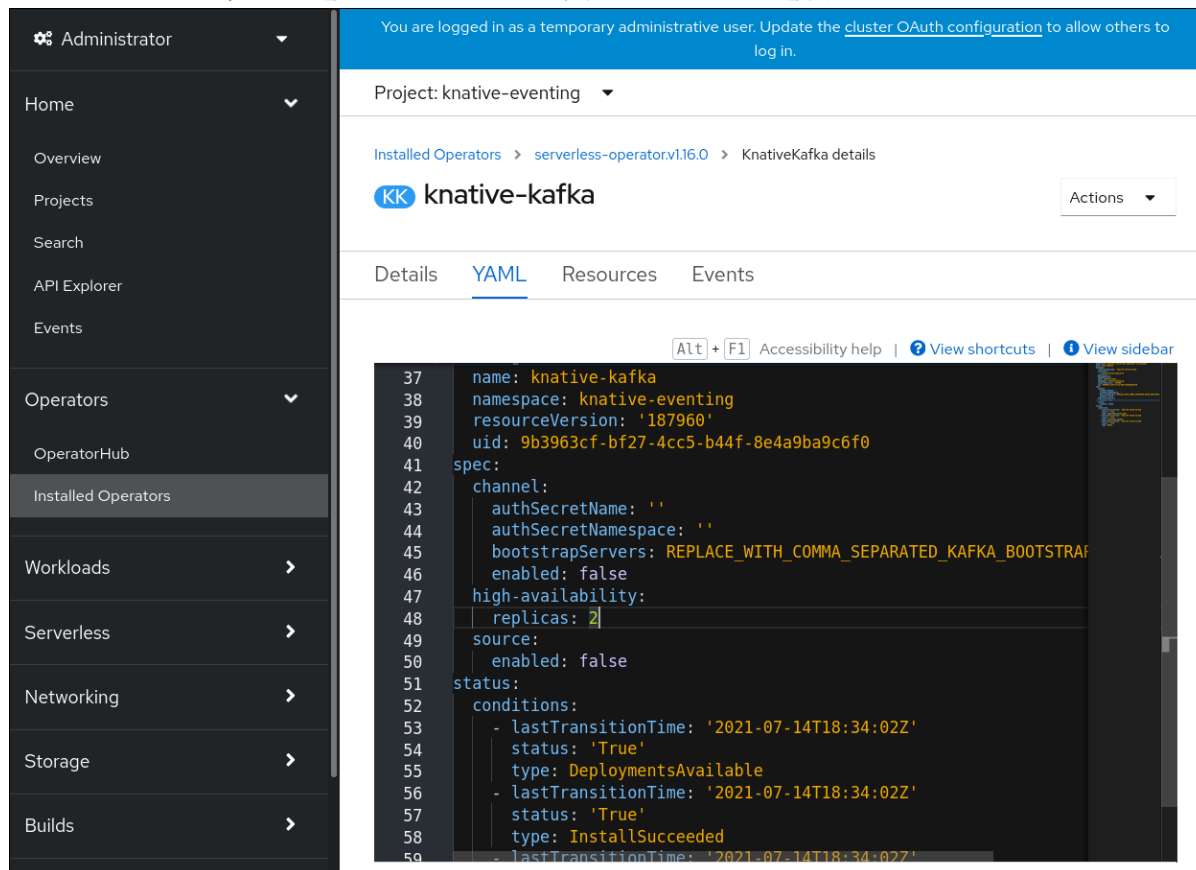 Administrator
You are logged in as a temporary administrative user. Update the cluster OAuth configuration to allow others to
log in.
Home
Overview
Projects
Search
API Explorer
Events
Operators
OperatorHub
Installed Operators
Workloads
Serverless
Networking
Storage
Builds
Project: knative-eventing
Installed Operators > serverless-operator.v1.16.0 > KnativeKafka details
KK knative-kafka
Actions
Details YAML Resources Events
Alt + F1 Accessibility help | View shortcuts | View sidebar
37 name: knative-kafka
38 namespace: knative-eventing
39 resourceVersion: '187960'
40 uid: 9b3963cf-bf27-4cc5-b44f-8e4a9ba9c6f0
41 spec:
42 channel:
43 authSecretName: ''
44 authSecretNamespace: ''
45 bootstrapServers: REPLACE_WITH_COMMA_SEPARATED_KAFKA_BOOTSTRAP
46 enabled: false
47 high-availability:
48 replicas: 2
49 source:
50 enabled: false
51 status:
52 conditions:
53 - lastTransitionTime: '2021-07-14T18:34:02Z'
54 status: 'True'
55 type: DeploymentsAvailable
56 - lastTransitionTime: '2021-07-14T18:34:02Z'
57 status: 'True'
58 type: InstallSucceeded
59 - lastTransitionTime: '2021-07-14T18:34:02Z'